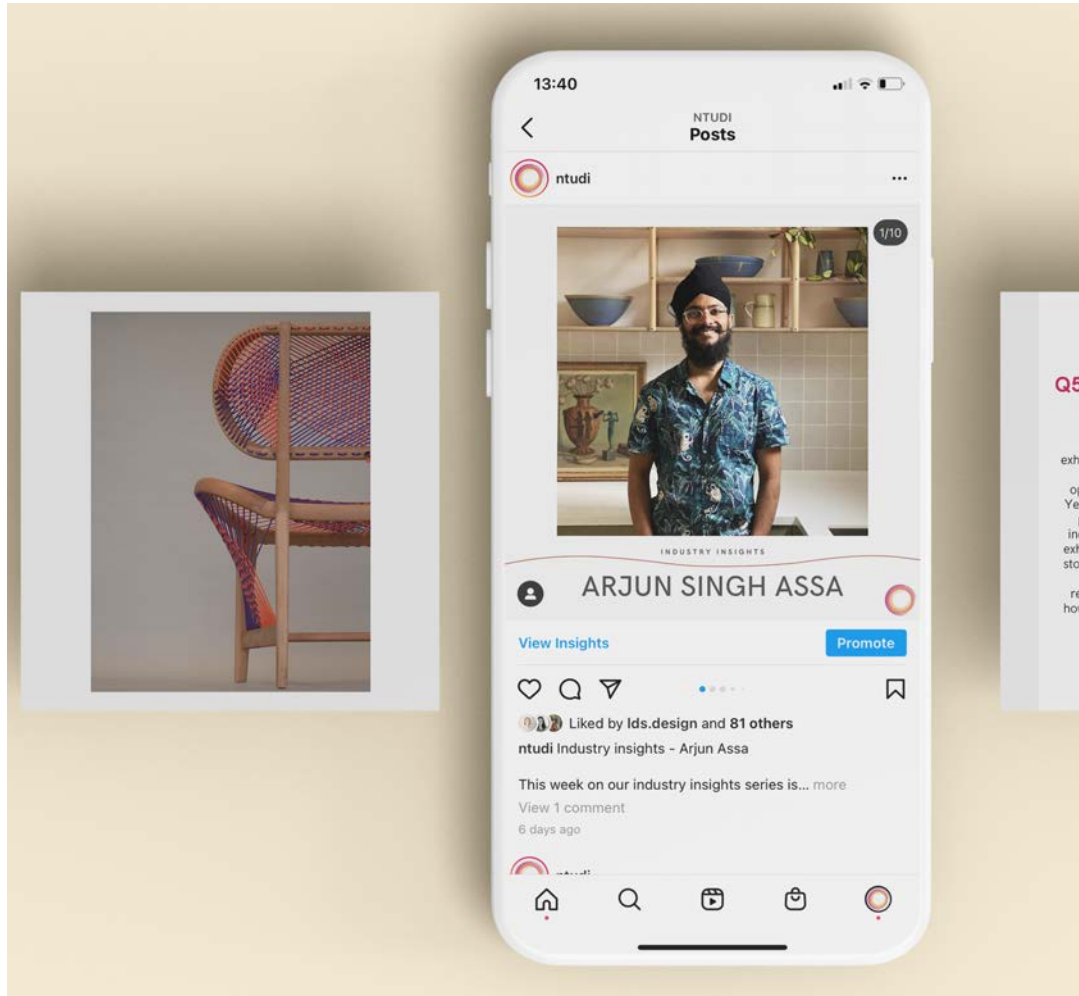 13:40
NTUDI
Posts
ntudi
1/10
INDUSTRY INSIGHTS
ARJUN SINGH ASSA
View Insights
Promote
Liked by lds.design and 81 others
ntudi Industry insights - Arjun Assa
This week on our industry insights series is... more
View 1 comment
6 days ago
Q5